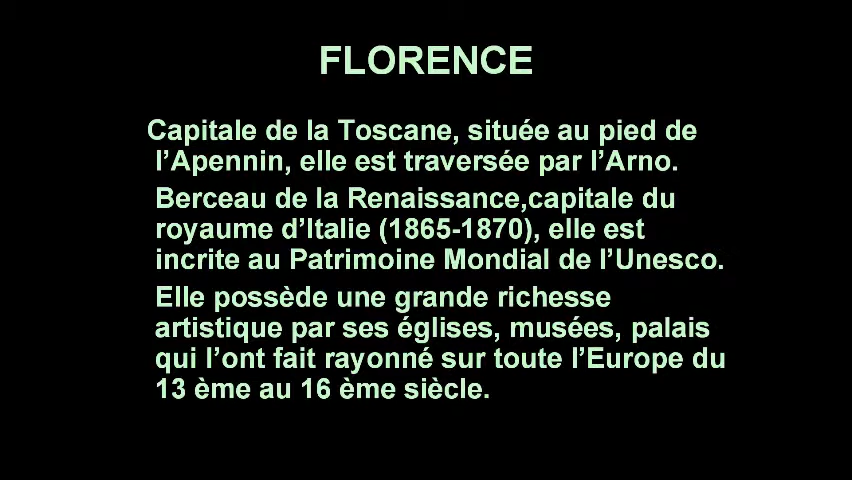 FLORENCE
Capitale de la Toscane, située au pied de
l’Apennin, elle est traversée par l’Arno.
Berceau de la Renaissance,capitale du
royaume d’Italie (1865-1870), elle est
incrite au Patrimoine Mondial de l’Unesco.
Elle possède une grande richesse
artistique par ses églises, musées, palais
qui l’ont fait rayonné sur toute l’Europe du
13 ème au 16 ème siècle.